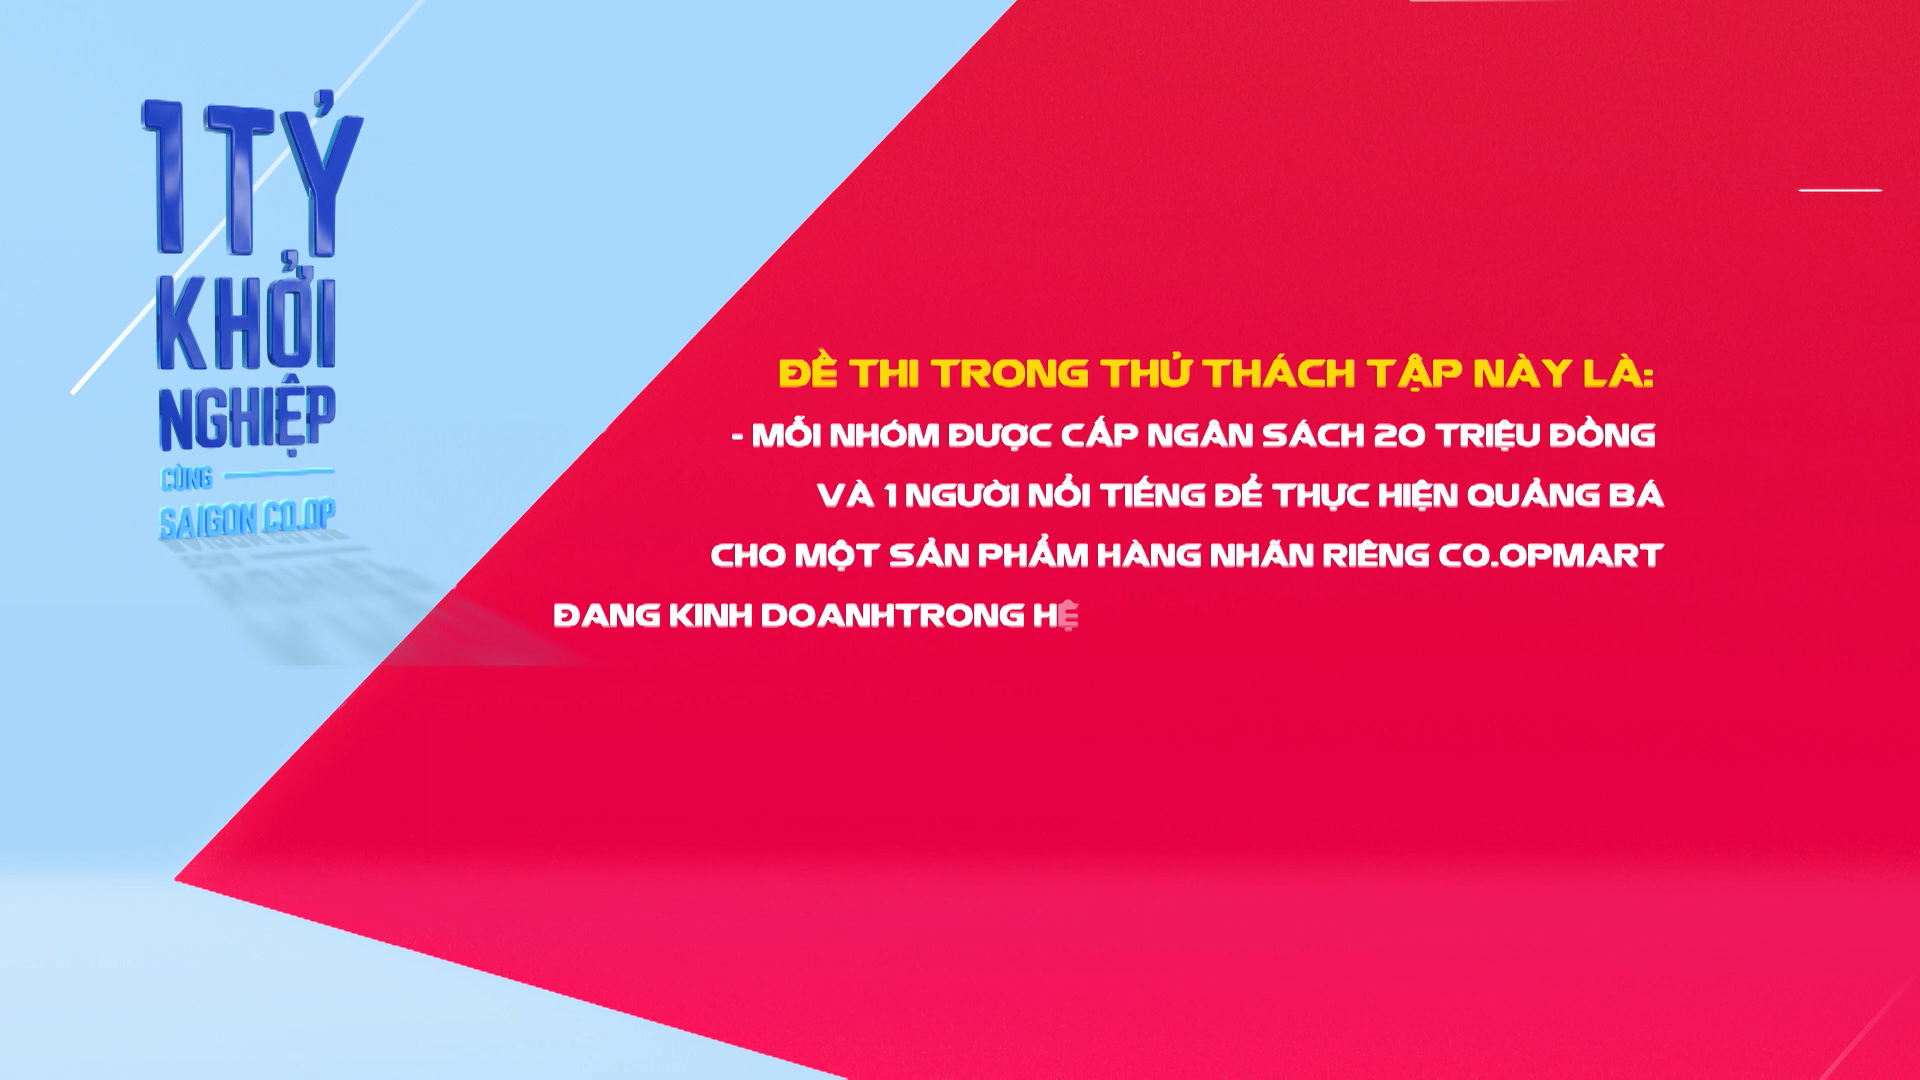 1 TỶ
KHỞI
NGHIỆP
CÙNG
SAIGON CO.OP
ĐỀ THI TRONG THỬ THÁCH TẬP NÀY LÀ:
- MỖI NHÓM ĐƯỢC CẤP NGÂN SÁCH 20 TRIỆU ĐỒNG
VÀ 1 NGƯỜI NỔI TIẾNG ĐỂ THỰC HIỆN QUẢNG BÁ
CHO MỘT SẢN PHẨM HÀNG NHÃN RIÊNG CO.OPMART
ĐANG KINH DOANHTRONG HỆ